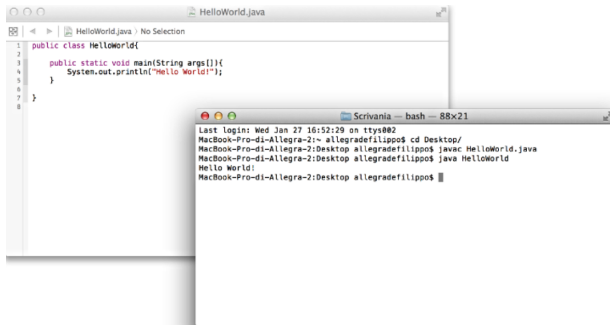 HelloWorld.java
HelloWorld.java
No Selection
1 public class HelloWorld{
2
3 public static void main(String args[]){
4 System.out.println("Hello World!");
5 }
6
7 }
8
Scrivania — bash — 88×21
Last login: Wed Jan 27 16:52:29 on ttys002
MacBook-Pro-di-Allegra-2:~ allegradefilippo$ cd Desktop/
MacBook-Pro-di-Allegra-2:Desktop allegradefilippo$ javac HelloWorld.java
MacBook-Pro-di-Allegra-2:Desktop allegradefilippo$ java HelloWorld
Hello World!
MacBook-Pro-di-Allegra-2:Desktop allegradefilippo$